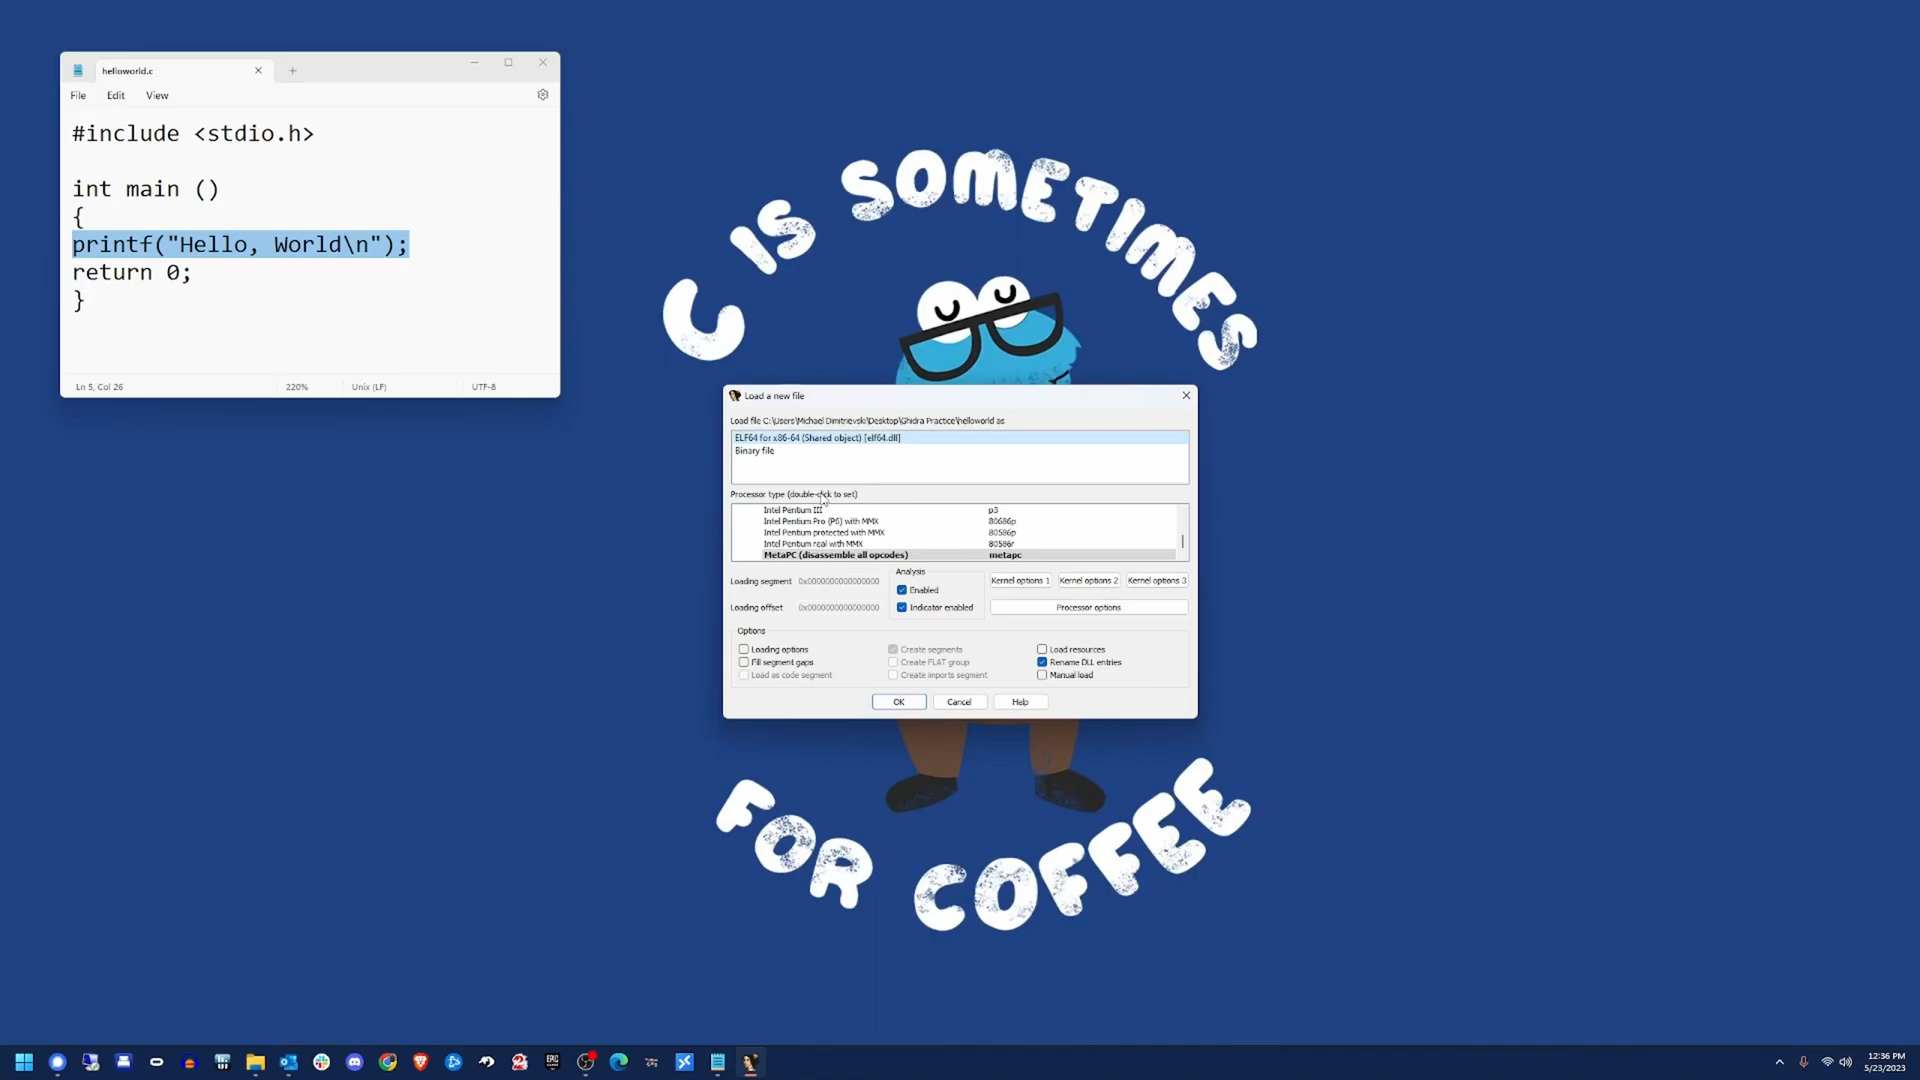 helloworld.c
File Edit View
#include <stdio.h>
int main ()
{
printf("Hello, World\n");
return 0;
}
Ln 5, Col 26 220% Unix (LF) UTF-8
C IS SOMETIMES
FOR COFFEE
Load a new file
Load file C:\Users\Michael Dimitrievski\Desktop\Ghidra Practice\helloworld as
ELF64 for x86-64 (Shared object) [elf64.dll]
Binary file
Processor type (double-click to set)
Intel Pentium III p3
Intel Pentium Pro (P6) with MMX 80686p
Intel Pentium protected with MMX 80586p
Intel Pentium real with MMX 80586r
MetaPC (disassemble all opcodes) metapc
Loading segment 0x0000000000000000
Loading offset 0x0000000000000000
Analysis
Enabled
Indicator enabled
Kernel options 1 Kernel options 2 Kernel options 3
Processor options
Options
Loading options Create segments Load resources
Fill segment gaps Create FLAT group Rename DLL entries
Load as code segment Create imports segment Manual load
OK Cancel Help
EPIC
12:36 PM
5/23/2023